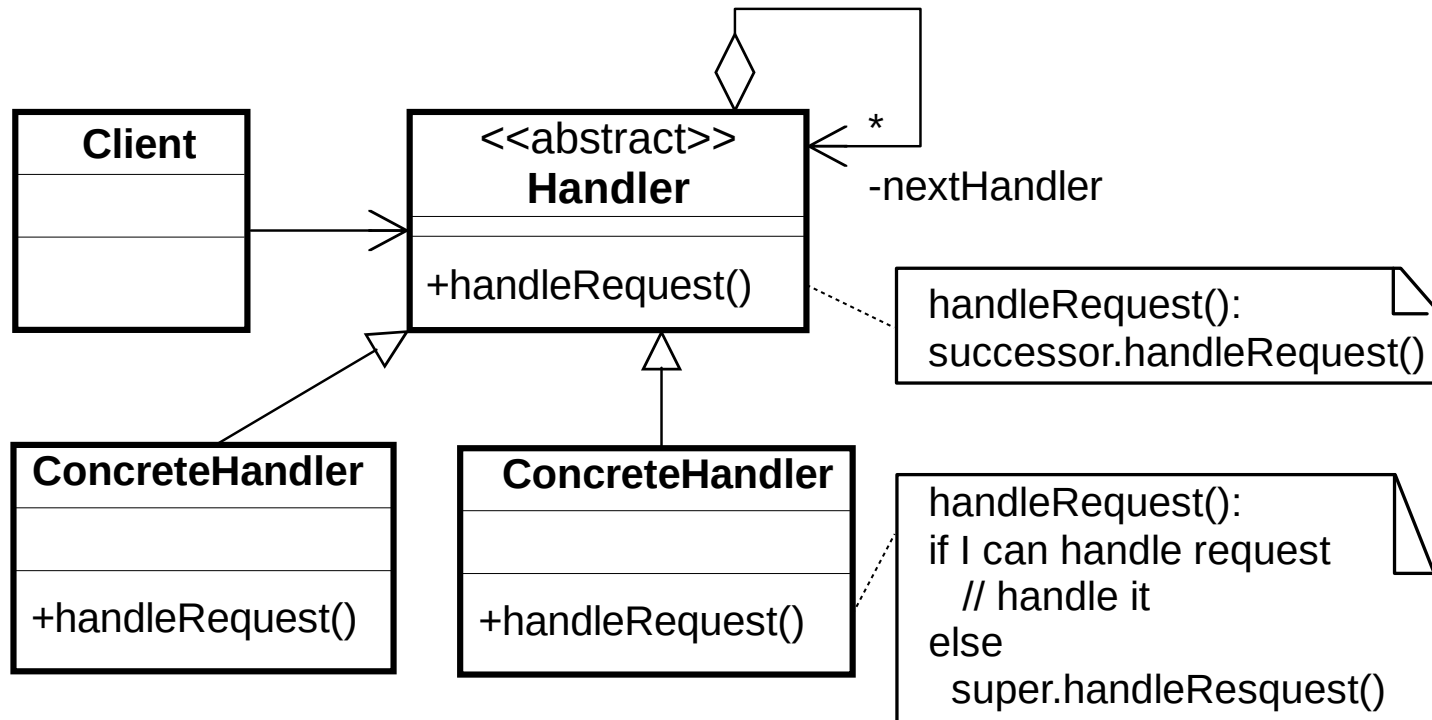 Client
<<abstract>>
Handler
+handleRequest()
*
-nextHandler
handleRequest():
successor.handleRequest()
ConcreteHandler
+handleRequest()
ConcreteHandler
+handleRequest()
handleRequest():
if I can handle request
// handle it
else
super.handleResquest()